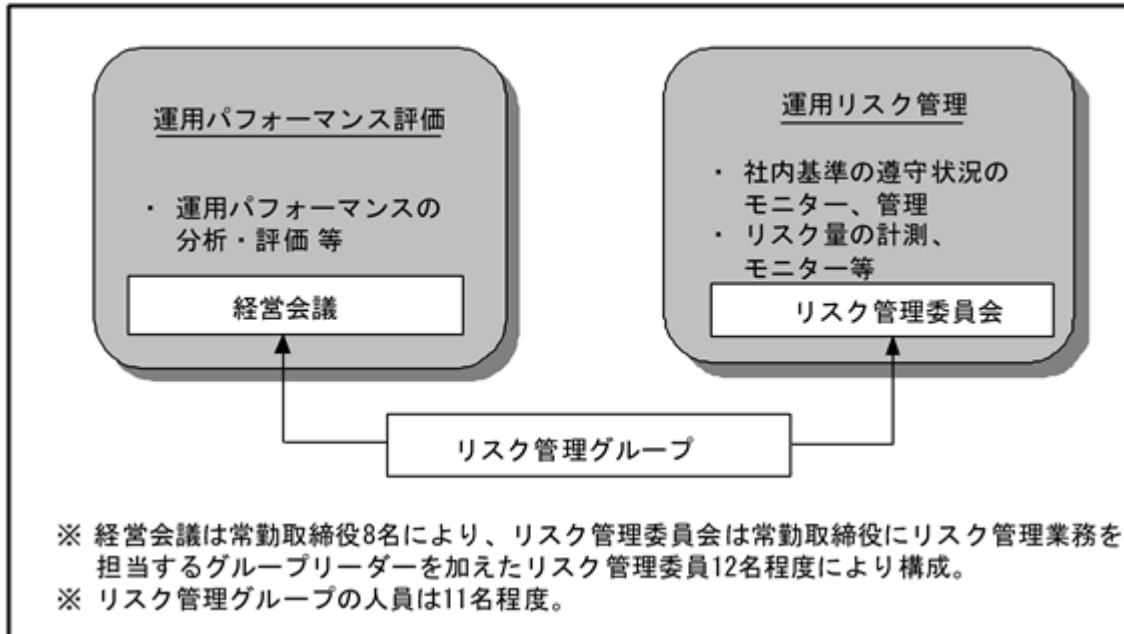 運用パフォーマンス評価
・ 運用パフォーマンスの
分析・評価 等
経営会議
運用リスク管理
・ 社内基準の遵守状況の
モニター、管理
・ リスク量の計測、
モニター等
リスク管理委員会
リスク管理グループ
※ 経営会議は常勤取締役8名により、リスク管理委員会は常勤取締役にリスク管理業務を
担当するグループリーダーを加えたリスク管理委員12名程度により構成。
※ リスク管理グループの人員は11名程度。